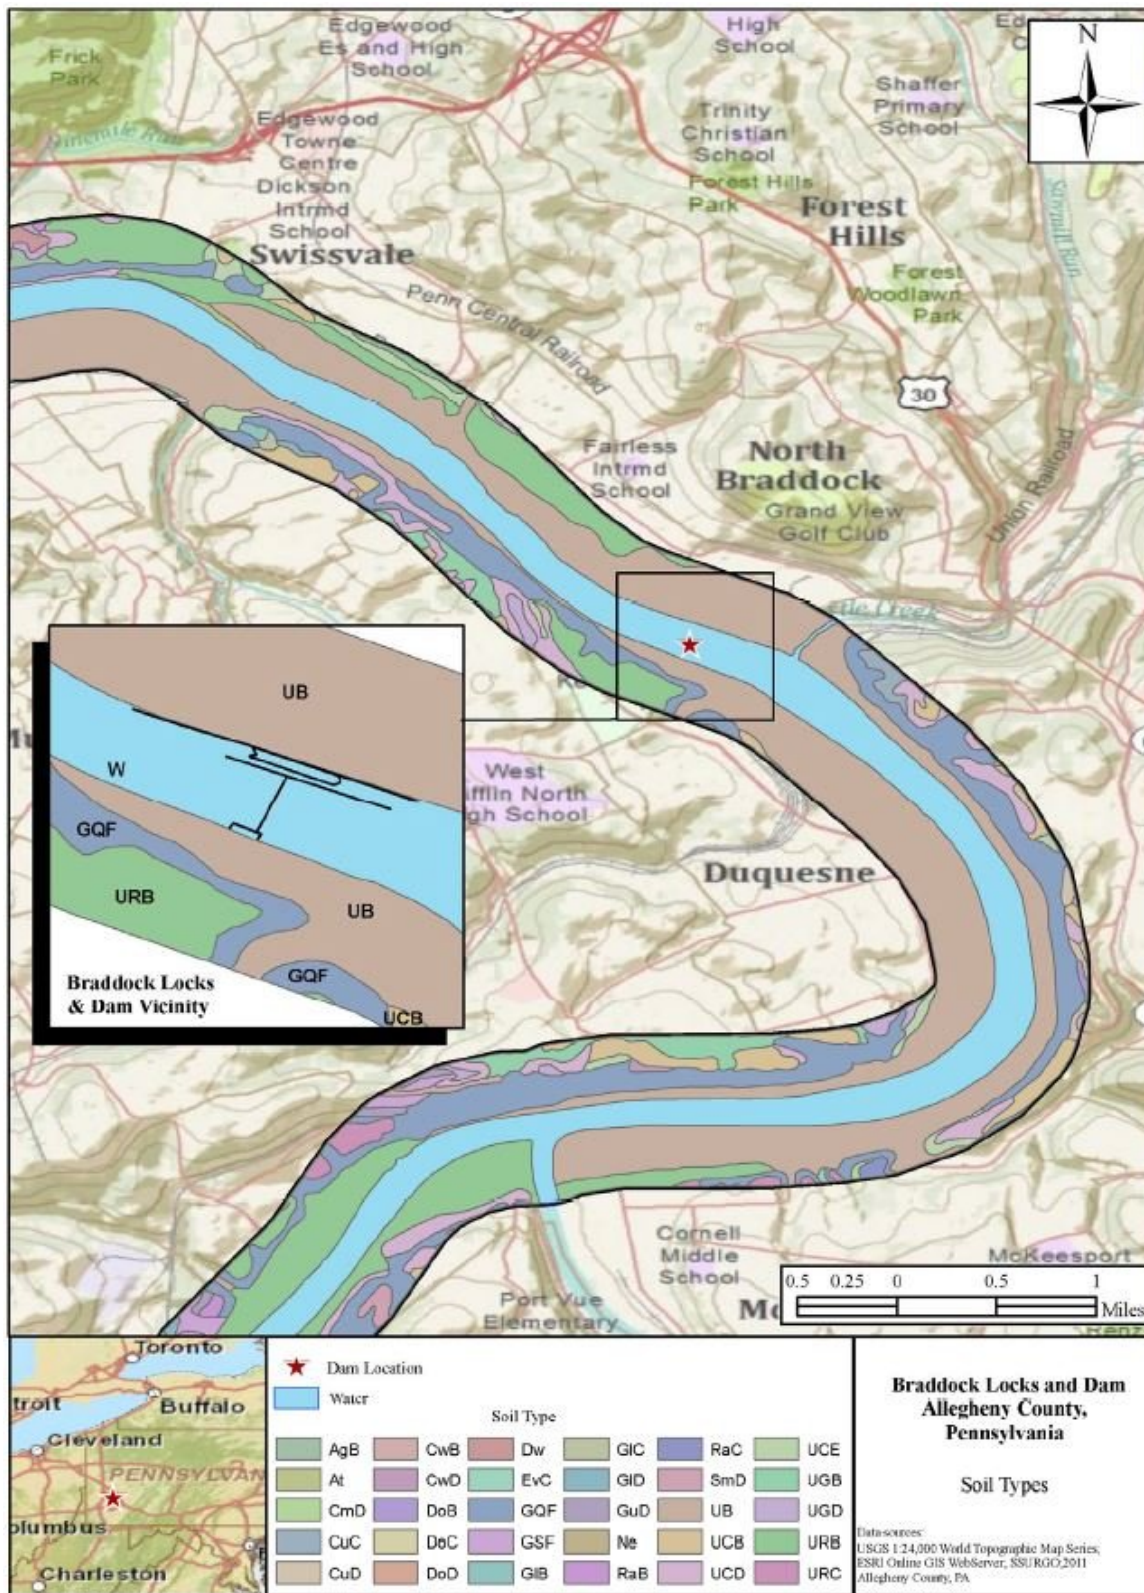 Edgewood
Es and High
School
High
School
N
Frick
Park
Shaffer
Primary
School
Edgewood
Towne
Centre
Trinity
Christian
School
Dickson
Intrmd
School
Forest Hills
Park
Forest
Hills
Swissvale
Forest
Woodlawn
Park
Penn Central Railroad
30
Union Railroad
Fairless
Intrmd
School
North
Braddock
Grand View
Golf Club
Creek
UB
W
GQF
URB
UB
GQF
UCB
Braddock Locks
& Dam Vicinity
West
North
School
Duquesne
Cornell
Middle
School
McKeesport
Port Vue
Elementary
0.5 0.25 0 0.5 1
Miles
Toronto
Buffalo
Cleveland
Charleston
Dam Location
Water
Soil Type
AgB CwB Dw GlC RaC UCE
At CwD EvC GlD SmD UGB
CmD DoB GQF GuD UB UGD
CuC DoC GSF Ne UCB URB
CuD DoD GlB RaB UCD URC
Braddock Locks and Dam
Allegheny County,
Pennsylvania
Soil Types
Data sources:
USGS 1:24,000 World Topographic Map Series;
ESRI Online GIS WebServer, SSURGO,2011
Allegheny County, PA